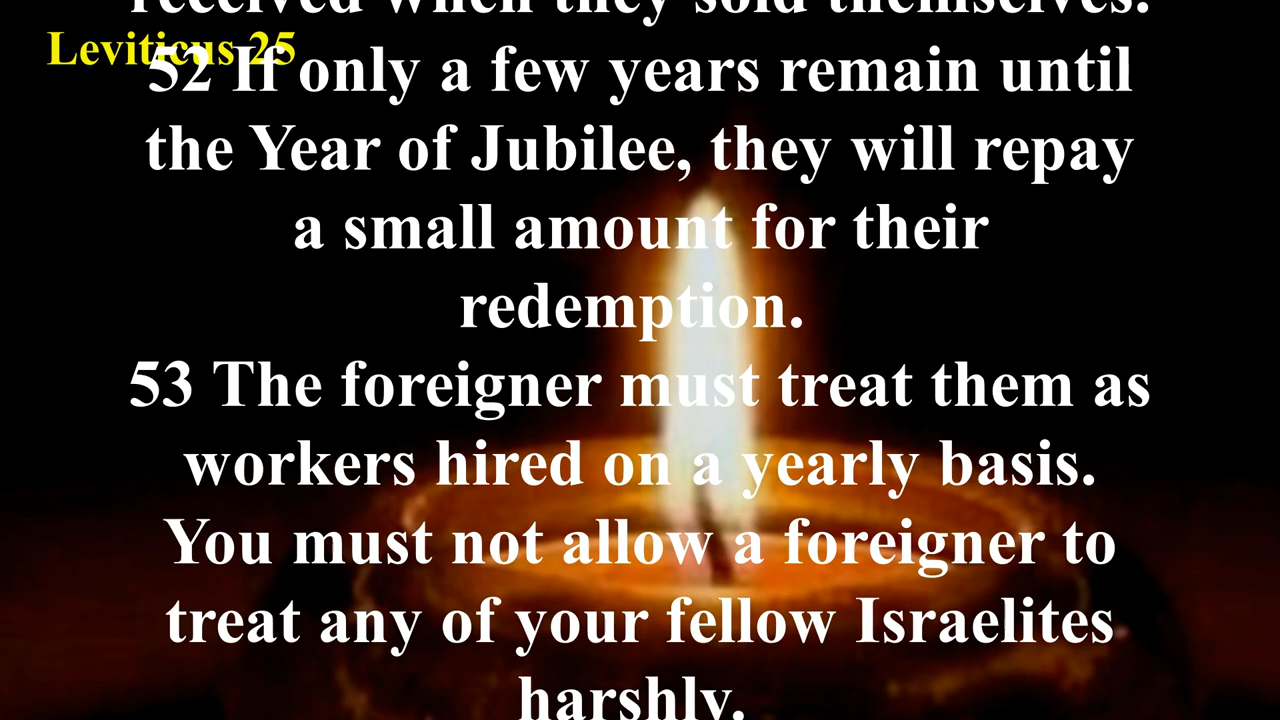 received when they sold themselves.
Leviticus 25
52 If only a few years remain until
the Year of Jubilee, they will repay
a small amount for their
redemption.
53 The foreigner must treat them as
workers hired on a yearly basis.
You must not allow a foreigner to
treat any of your fellow Israelites
harshly.